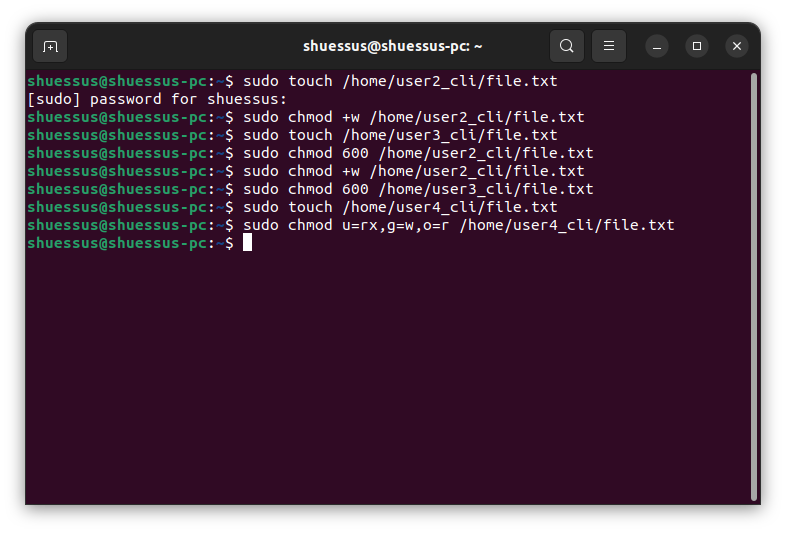 shuessus@shuessus-pc: ~
shuessus@shuessus-pc:~$ sudo touch /home/user2_cli/file.txt
[sudo] password for shuessus:
shuessus@shuessus-pc:~$ sudo chmod +w /home/user2_cli/file.txt
shuessus@shuessus-pc:~$ sudo touch /home/user3_cli/file.txt
shuessus@shuessus-pc:~$ sudo chmod 600 /home/user2_cli/file.txt
shuessus@shuessus-pc:~$ sudo chmod +w /home/user2_cli/file.txt
shuessus@shuessus-pc:~$ sudo chmod 600 /home/user3_cli/file.txt
shuessus@shuessus-pc:~$ sudo touch /home/user4_cli/file.txt
shuessus@shuessus-pc:~$ sudo chmod u=rx,g=w,o=r /home/user4_cli/file.txt
shuessus@shuessus-pc:~$